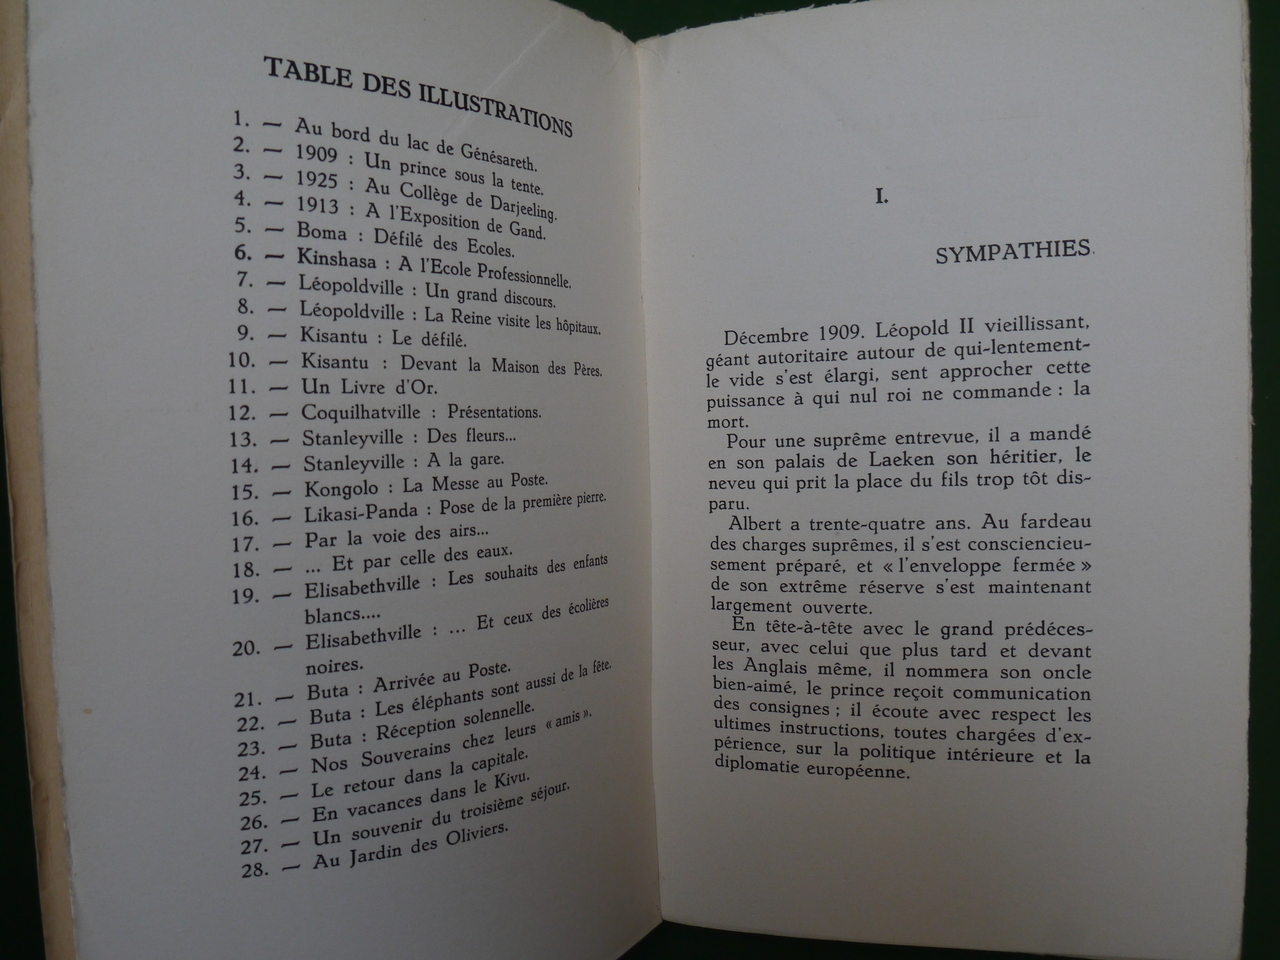 TABLE DES ILLUSTRATIONS
1. — Au bord du lac de Génésareth.
2. — 1909 : Un prince sous la tente.
3. — 1925 : Au Collège de Darjeeling.
4. — 1913 : A l'Exposition de Gand.
5. — Boma : Défilé des Ecoles.
6. — Kinshasa : A l'Ecole Professionnelle.
7. — Léopoldville : Un grand discours.
8. — Léopoldville : La Reine visite les hôpitaux.
9. — Kisantu : Le défilé.
10. — Kisantu : Devant la Maison des Pères.
11. — Un Livre d'Or.
12. — Coquilhatville : Présentations.
13. — Stanleyville : Des fleurs...
14. — Stanleyville : A la gare.
15. — Kongolo : La Messe au Poste.
16. — Likasi-Panda : Pose de la première pierre.
17. — Par la voie des airs...
18. — ... Et par celle des eaux.
19. — Elisabethville : Les souhaits des enfants
blancs....
20. — Elisabethville : ... Et ceux des écolières
noires.
21. — Buta : Arrivée au Poste.
22. — Buta : Les éléphants sont aussi de la fête.
23. — Buta : Réception solennelle.
24. — Nos Souverains chez leurs « amis ».
25. — Le retour dans la capitale.
26. — En vacances dans le Kivu.
27. — Un souvenir du troisième séjour.
28. — Au Jardin des Oliviers.
I.
SYMPATHIES.
Décembre 1909. Léopold II vieillissant,
géant autoritaire autour de qui-lentement-
le vide s'est élargi, sent approcher cette
puissance à qui nul roi ne commande : la
mort.
Pour une suprême entrevue, il a mandé
en son palais de Laeken son héritier, le
neveu qui prit la place du fils trop tôt dis-
paru.
Albert a trente-quatre ans. Au fardeau
des charges suprêmes, il s'est consciencieu-
sement préparé, et « l'enveloppe fermée »
de son extrême réserve s'est maintenant
largement ouverte.
En tête-à-tête avec le grand prédéces-
seur, avec celui que plus tard et devant
les Anglais même, il nommera son oncle
bien-aimé, le prince reçoit communication
des consignes ; il écoute avec respect les
ultimes instructions, toutes chargées d'ex-
périence, sur la politique intérieure et la
diplomatie européenne.